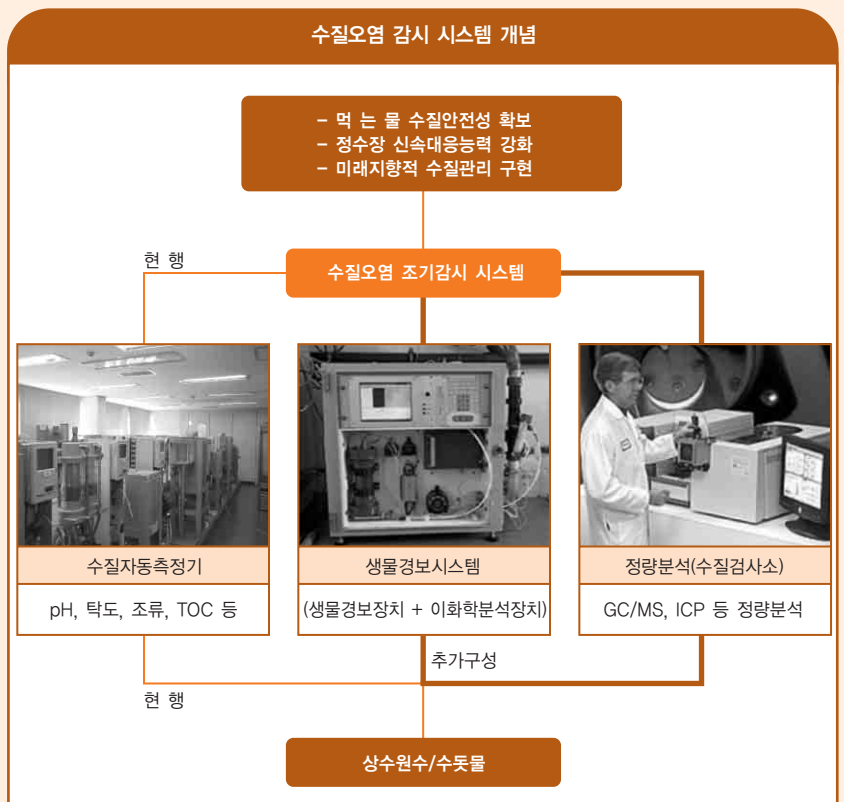 수질오염 감시 시스템 개념
- 먹 는 물 수질안전성 확보
- 정수장 신속대응능력 강화
- 미래지향적 수질관리 구현
현 행
수질오염 조기감시 시스템
수질자동측정기
생물경보시스템
정량분석(수질검사소)
pH, 탁도, 조류, TOC 등
(생물경보장치 + 이화학분석장치)
GC/MS, ICP 등 정량분석
추가구성
현 행
상수원수/수돗물